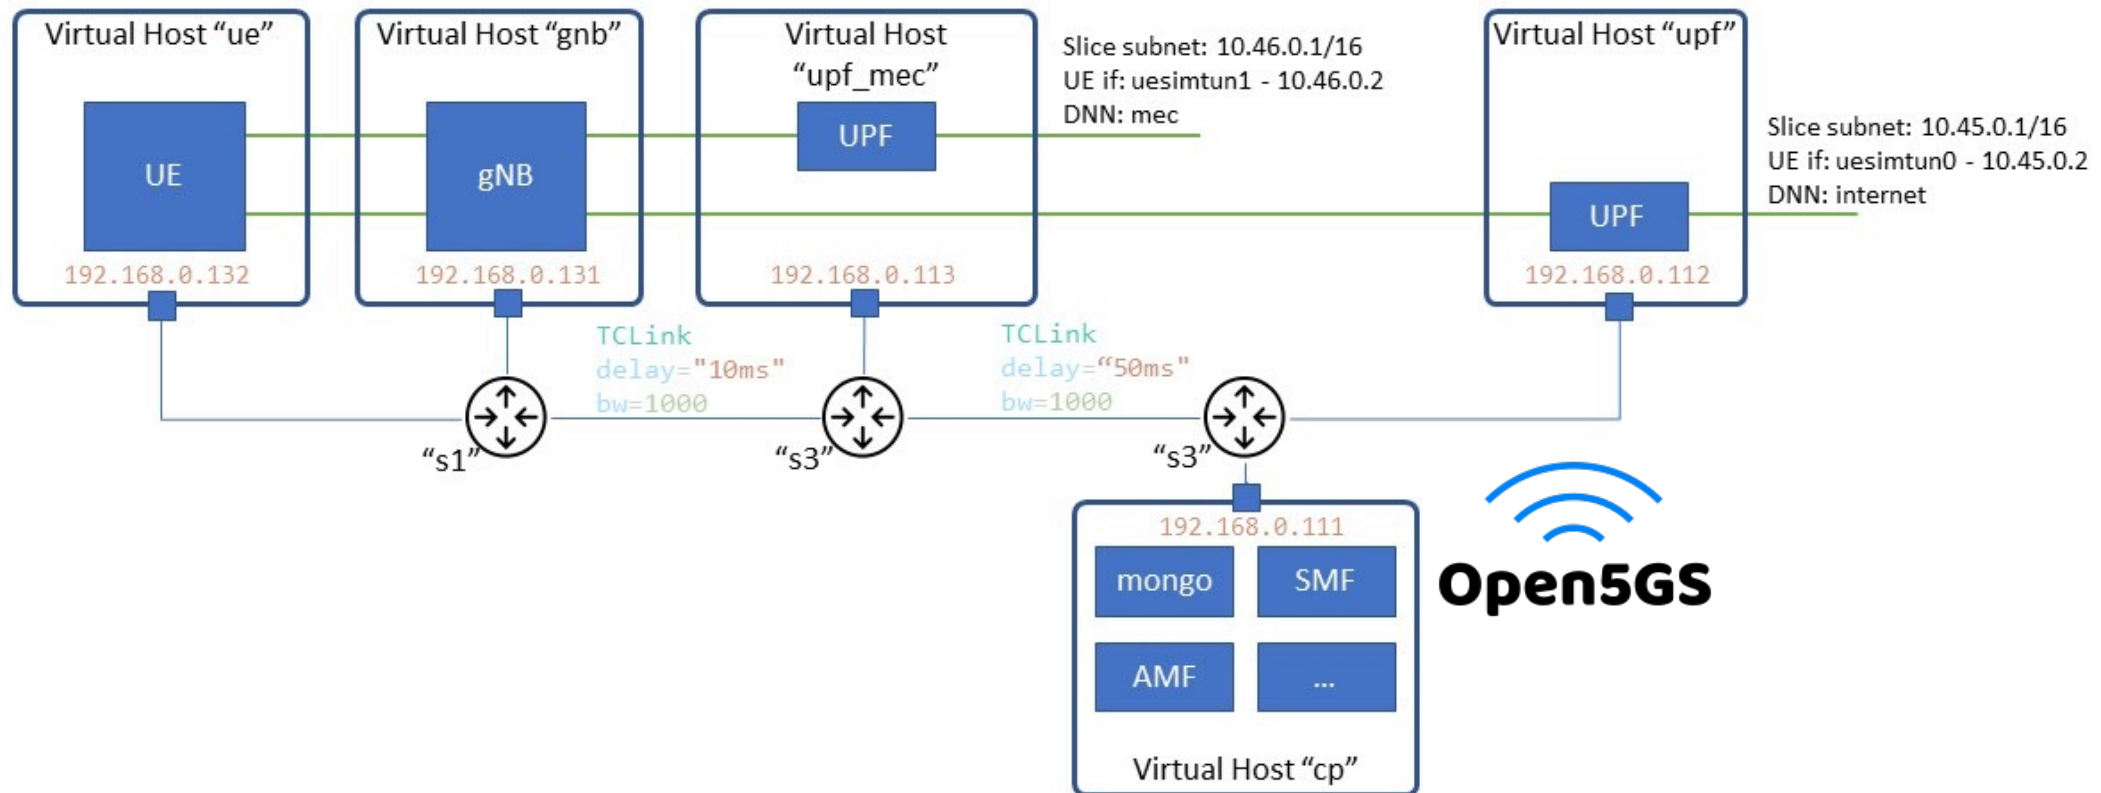 Virtual Host “ue”
UE
192.168.0.132
Virtual Host “gnb”
gNB
192.168.0.131
Virtual Host
“upf_mec”
UPF
192.168.0.113
Slice subnet: 10.46.0.1/16
UE if: uesimtun1 - 10.46.0.2
DNN: mec
Virtual Host “upf”
UPF
192.168.0.112
Slice subnet: 10.45.0.1/16
UE if: uesimtun0 - 10.45.0.2
DNN: internet
TCLink
delay="10ms"
bw=1000
TCLink
delay=“50ms"
bw=1000
“s1”
“s3”
“s3”
192.168.0.111
mongo
SMF
AMF
...
Virtual Host “cp”
Open5GS